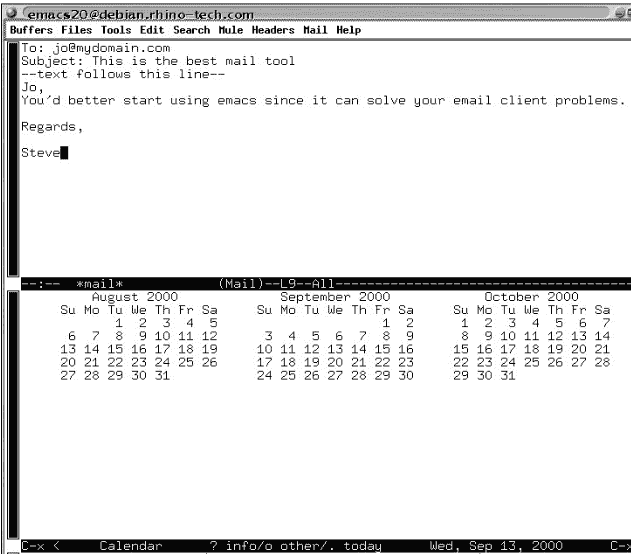 emacs20@debian.rhino-tech.com
Buffers Files Tools Edit Search Mule Headers Mail Help
To: jo@mydomain.com
Subject: This is the best mail tool
--text follows this line--
Jo,
You'd better start using emacs since it can solve your email client problems.
Regards,
Steve
--:-- *mail* (Mail)--L9--All--------------------------------------
August 2000 September 2000 October 2000
Su Mo Tu We Th Fr Sa Su Mo Tu We Th Fr Sa Su Mo Tu We Th Fr Sa
1 2 3 4 5 1 2 1 2 3 4 5 6 7
6 7 8 9 10 11 12 3 4 5 6 7 8 9 8 9 10 11 12 13 14
13 14 15 16 17 18 19 10 11 12 13 14 15 16 15 16 17 18 19 20 21
20 21 22 23 24 25 26 17 18 19 20 21 22 23 22 23 24 25 26 27 28
27 28 29 30 31 24 25 26 27 28 29 30 29 30 31
C-x < Calendar ? info/o other/. today Wed, Sep 13, 2000 C-x